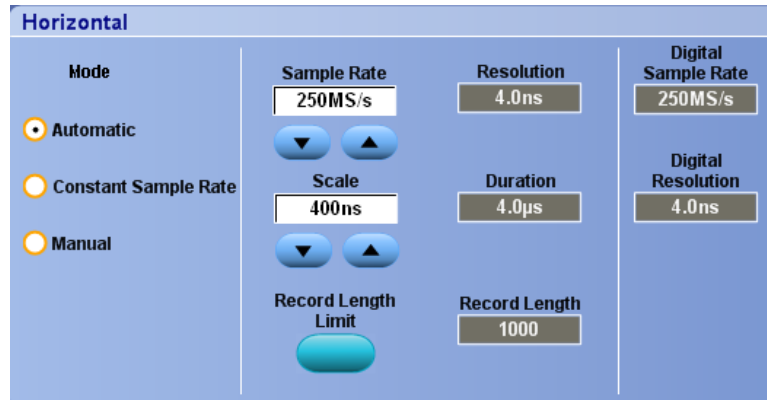 Horizontal
Mode
Automatic
Constant Sample Rate
Manual
Sample Rate
250MS/s
Scale
400ns
Record Length
Limit
Resolution
4.0ns
Duration
4.0µs
Record Length
1000
Digital
Sample Rate
250MS/s
Digital
Resolution
4.0ns